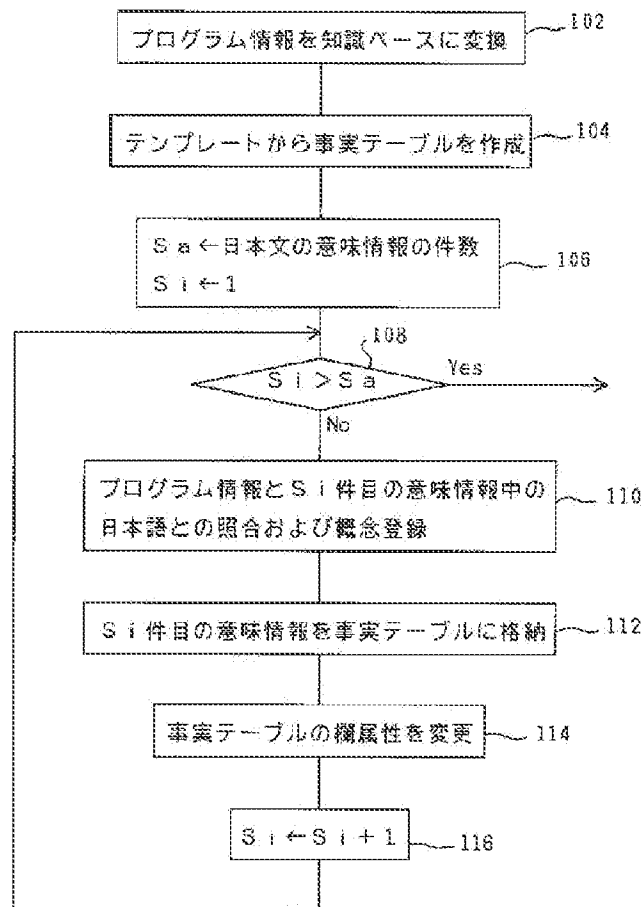 プログラム情報を知識ベースに変換
102
テンプレートから事実テーブルを作成
104
Sa←日本文の意味情報の件数
Si←1
106
108
Si>Sa
Yes
No
プログラム情報とSi件目の意味情報中の
日本語との照合および概念登録
110
Si件目の意味情報を事実テーブルに格納
112
事実テーブルの欄属性を変更
114
Si←Si+1
116